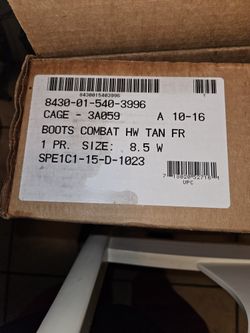 8430015403996
8430-01-540-3996
CAGE - 3A059 A 10-16
BOOTS COMBAT HW TAN FR
1 PR. SIZE: 8.5 W
SPE1C1-15-D-1023
UPC